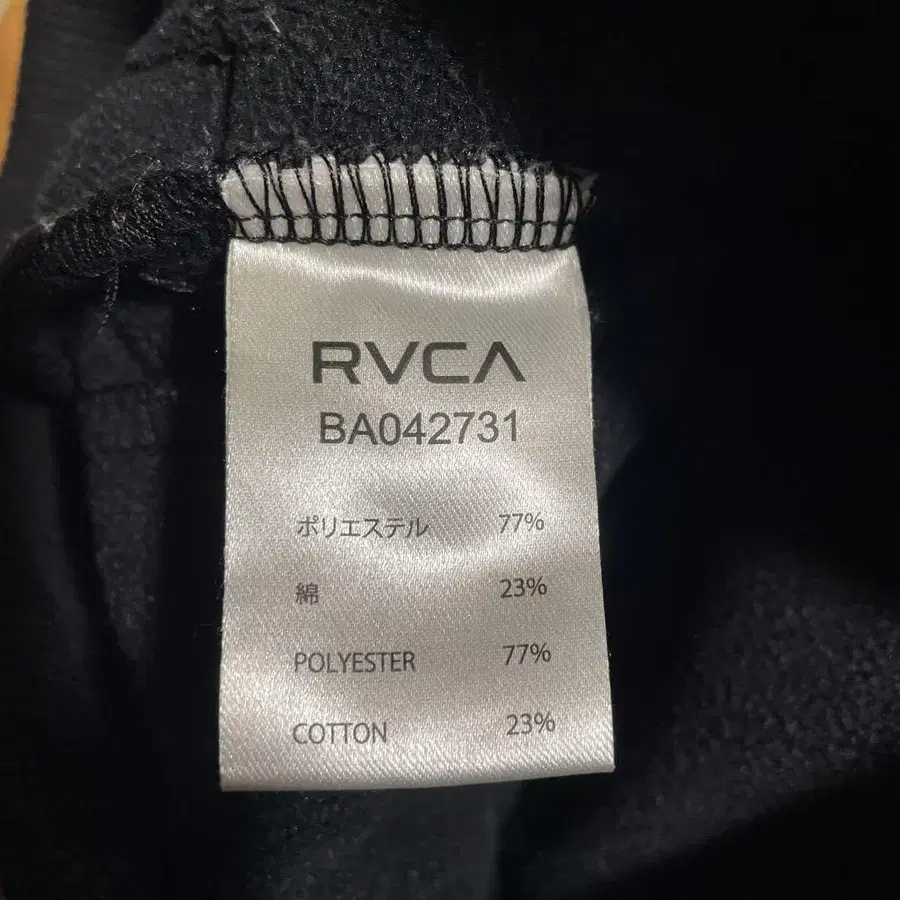 RVCA
BA042731
ポリエステル 77%
綿 23%
POLYESTER 77%
COTTON 23%